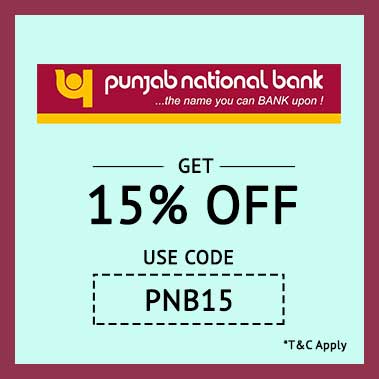 punjab national bank
...the name you can BANK upon !
GET
15% OFF
USE CODE
PNB15
*T&C Apply